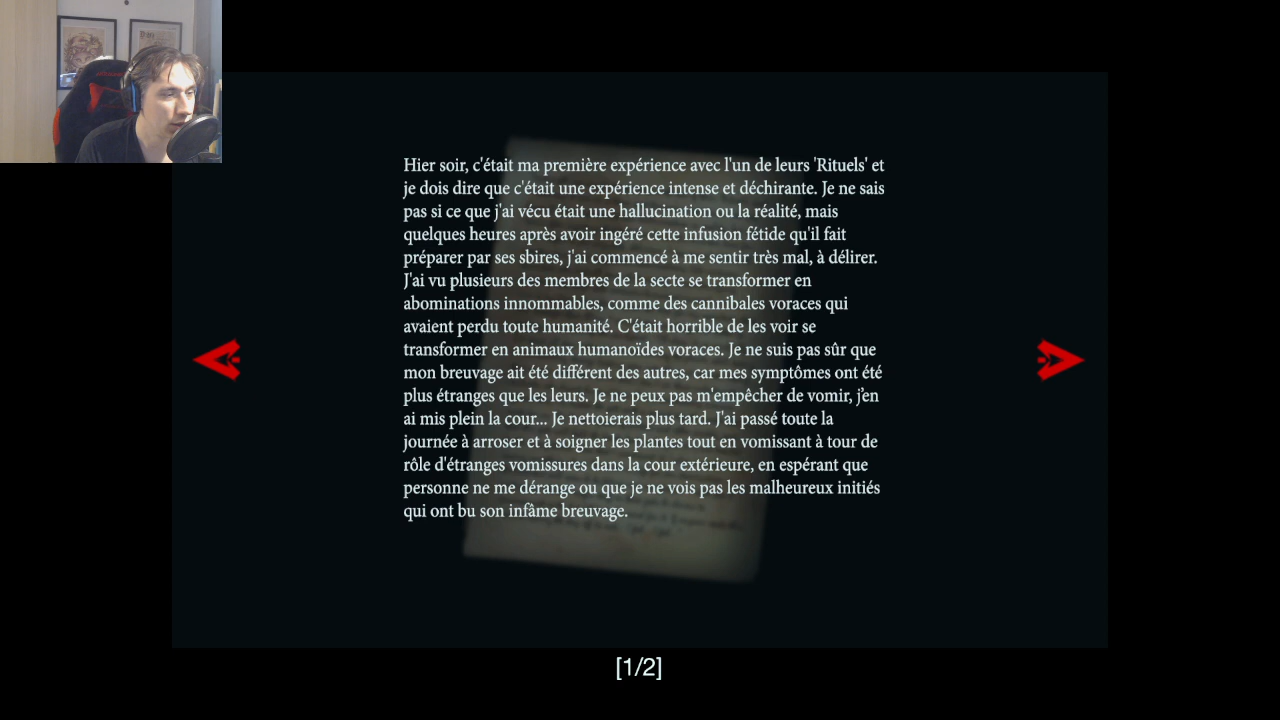 Hier soir, c'était ma première expérience avec l'un de leurs 'Rituels' et
je dois dire que c'était une expérience intense et déchirante. Je ne sais
pas si ce que j'ai vécu était une hallucination ou la réalité, mais
quelques heures après avoir ingéré cette infusion fétide qu'il fait
préparer par ses sbires, j'ai commencé à me sentir très mal, à délirer.
J'ai vu plusieurs des membres de la secte se transformer en
abominations innommables, comme des cannibales voraces qui
avaient perdu toute humanité. C'était horrible de les voir se
transformer en animaux humanoïdes voraces. Je ne suis pas sûr que
mon breuvage ait été différent des autres, car mes symptômes ont été
plus étranges que les leurs. Je ne peux pas m'empêcher de vomir, j'en
ai mis plein la cour... Je nettoierais plus tard. J'ai passé toute la
journée à arroser et à soigner les plantes tout en vomissant à tour de
rôle d'étranges vomissures dans la cour extérieure, en espérant que
personne ne me dérange ou que je ne vois pas les malheureux initiés
qui ont bu son infâme breuvage.
[1/2]